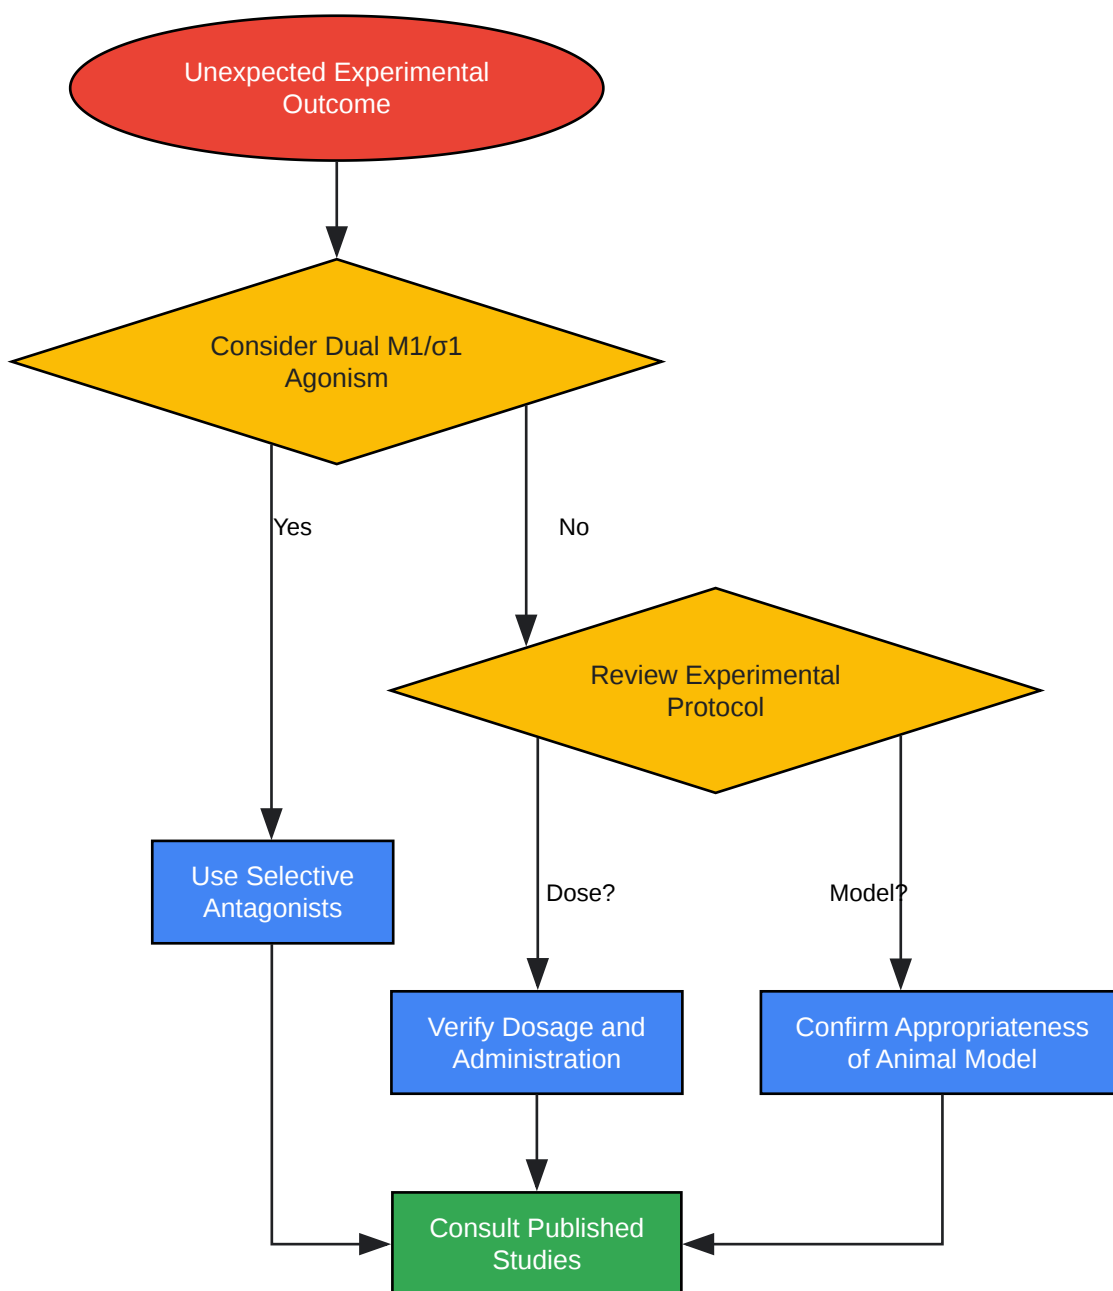 Unexpected Experimental
Outcome
Consider Dual M1/σ1
Agonism
Yes
No
Review Experimental
Protocol
Use Selective
Antagonists
Dose?
Model?
Verify Dosage and
Administration
Confirm Appropriateness
of Animal Model
Consult Published
Studies